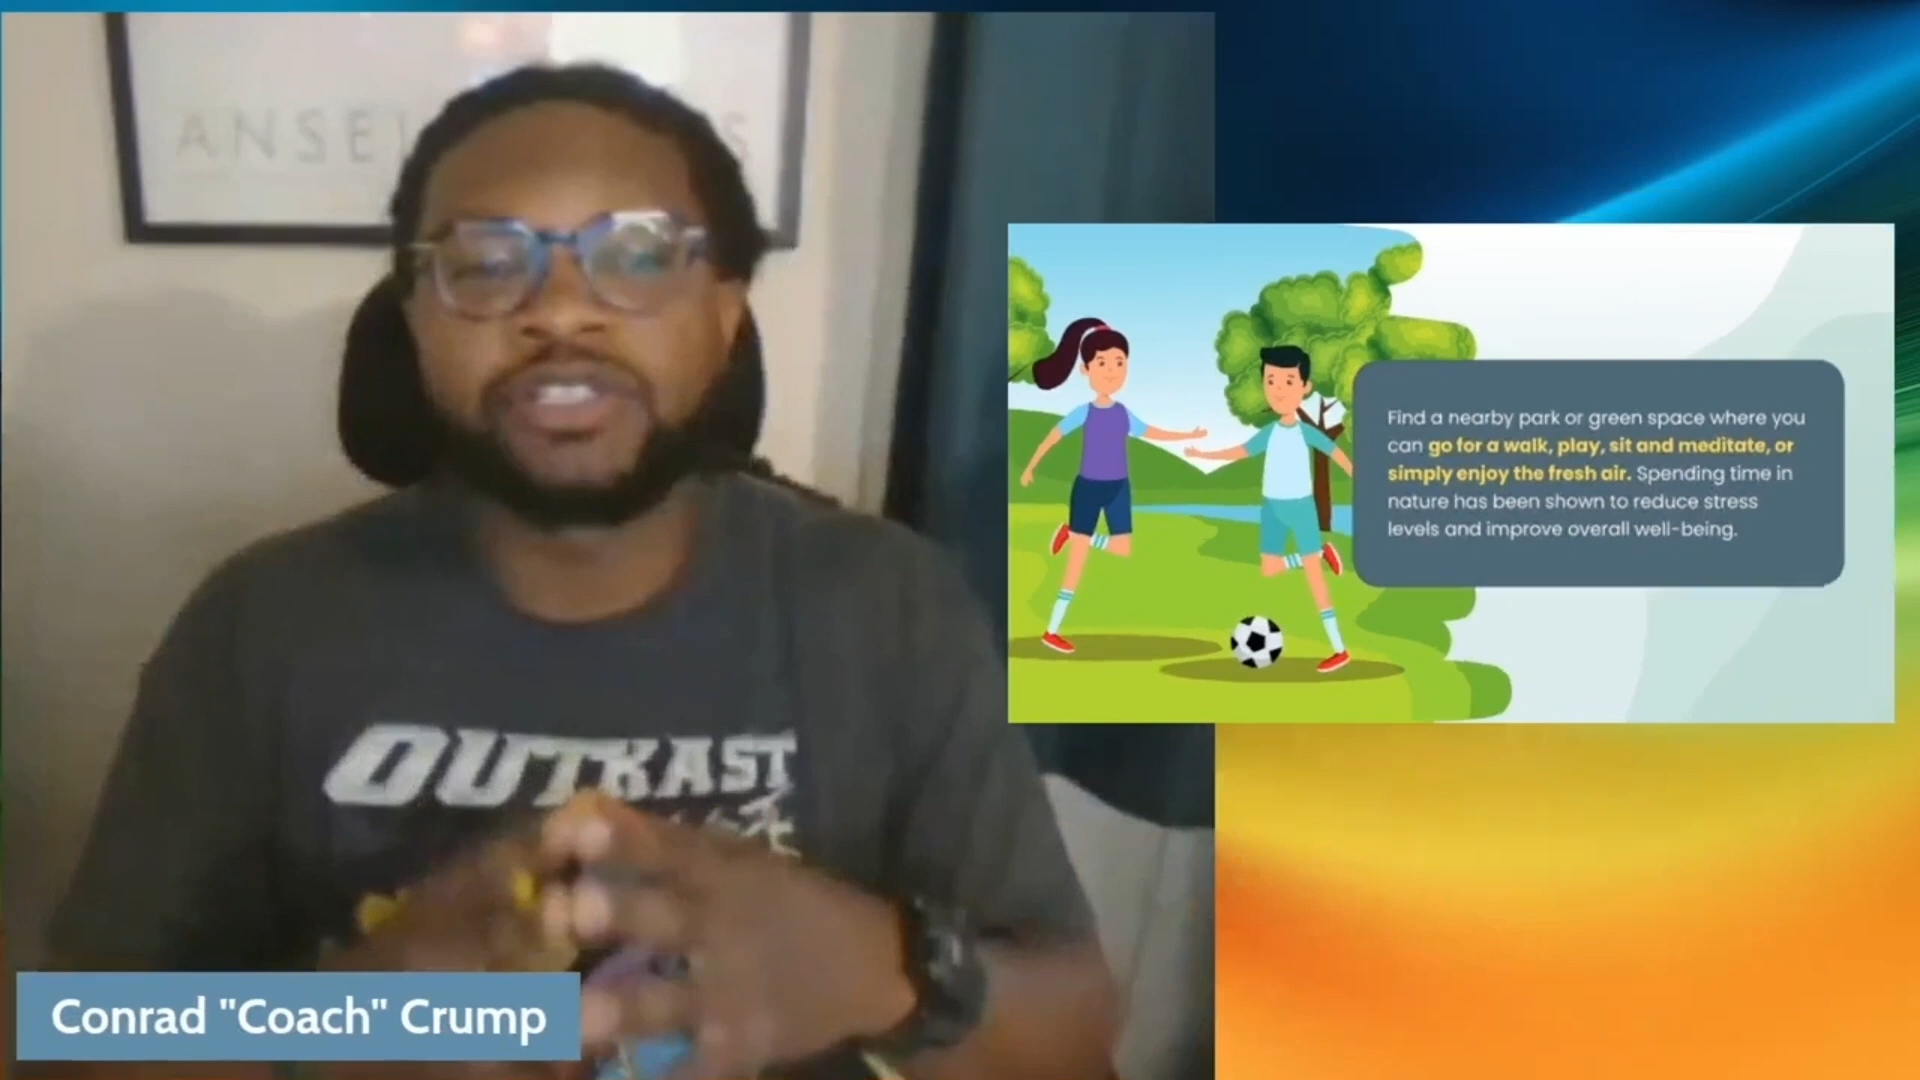 ANSE
OUTKAST
Find a nearby park or green space where you
can go for a walk, play, sit and meditate, or
simply enjoy the fresh air. Spending time in
nature has been shown to reduce stress
levels and improve overall well-being.
Conrad "Coach" Crump